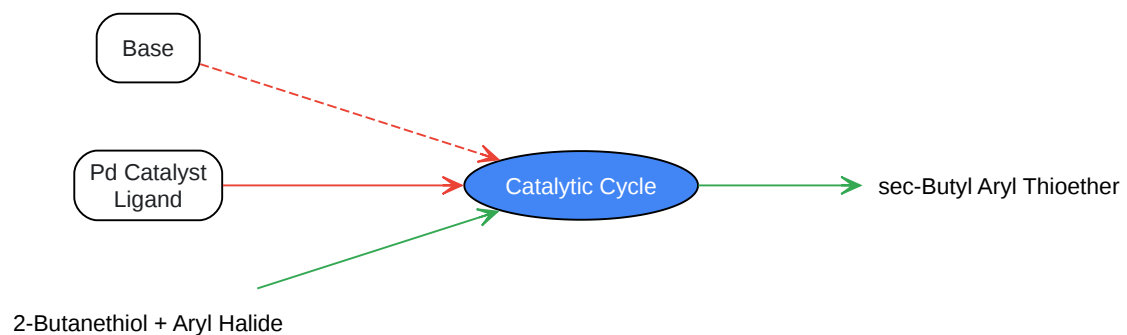 Base
Pd Catalyst
Ligand
Catalytic Cycle
sec-Butyl Aryl Thioether
2-Butanethiol + Aryl Halide